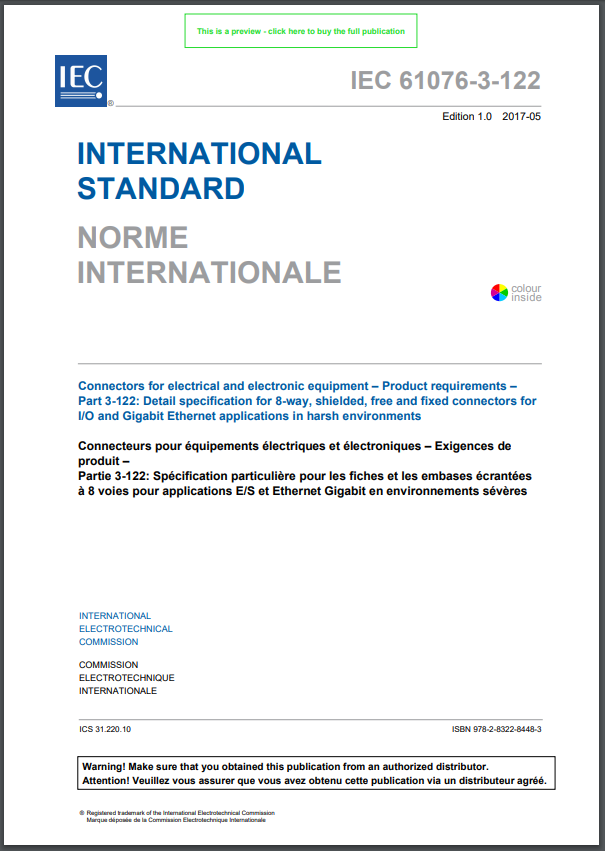 This is a preview - click here to buy the full publication
IEC
®
IEC 61076-3-122
Edition 1.0 2017-05
INTERNATIONAL
STANDARD
NORME
INTERNATIONALE
colour
inside
Connectors for electrical and electronic equipment – Product requirements –
Part 3-122: Detail specification for 8-way, shielded, free and fixed connectors for
I/O and Gigabit Ethernet applications in harsh environments
Connecteurs pour équipements électriques et électroniques – Exigences de
produit –
Partie 3-122: Spécification particulière pour les fiches et les embases écrantées
à 8 voies pour applications E/S et Ethernet Gigabit en environnements sévères
INTERNATIONAL
ELECTROTECHNICAL
COMMISSION
COMMISSION
ELECTROTECHNIQUE
INTERNATIONALE
ICS 31.220.10
ISBN 978-2-8322-8448-3
Warning! Make sure that you obtained this publication from an authorized distributor.
Attention! Veuillez vous assurer que vous avez obtenu cette publication via un distributeur agréé.
® Registered trademark of the International Electrotechnical Commission
Marque déposée de la Commission Electrotechnique Internationale